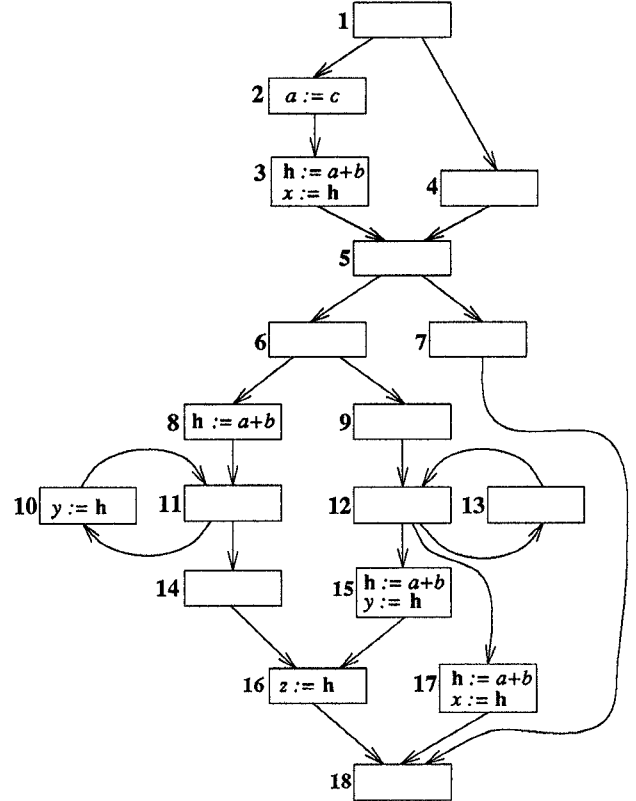 1
2 a := c
3 h := a+b
x := h
4
5
6
7
8 h := a+b
9
10 y := h
11
12
13
14
15 h := a+b
y := h
16 z := h
17 h := a+b
x := h
18